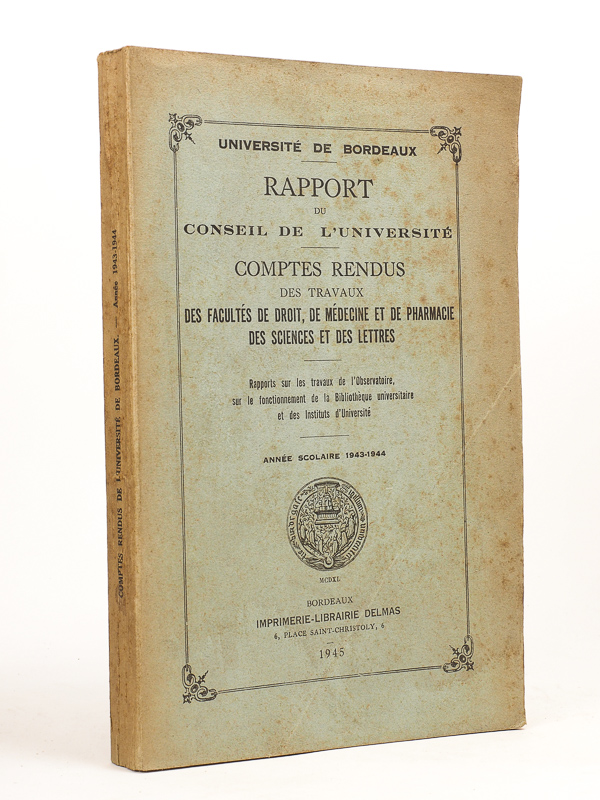 UNIVERSITÉ DE BORDEAUX
RAPPORT
DU
CONSEIL DE L'UNIVERSITÉ
COMPTES RENDUS
DES TRAVAUX
DES FACULTÉS DE DROIT, DE MÉDECINE ET DE PHARMACIE
DES SCIENCES ET DES LETTRES
Rapports sur les travaux de l'Observatoire,
sur le fonctionnement de la Bibliothèque universitaire
et des Instituts d'Université
ANNÉE SCOLAIRE 1943-1944
MCDXL
BORDEAUX
IMPRIMERIE-LIBRAIRIE DELMAS
6, PLACE SAINT-CHRISTOLY, 6
1945
COMPTES RENDUS DE L'UNIVERSITÉ DE BORDEAUX. — Année 1943-1944